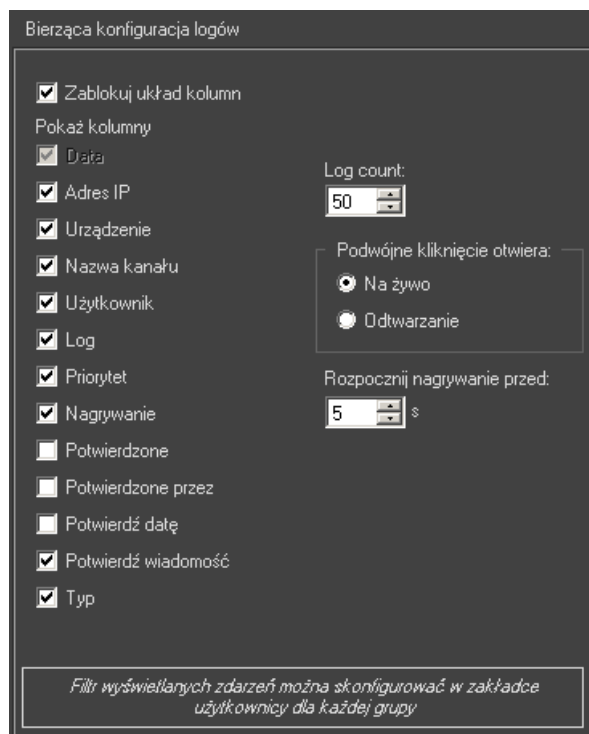 Bierząca konfiguracja logów
Zablokuj układ kolumn
Pokaż kolumny
Data
Adres IP
Urządzenie
Nazwa kanału
Użytkownik
Log
Priorytet
Nagrywanie
Potwierdzone
Potwierdzone przez
Potwierdź datę
Potwierdź wiadomość
Typ
Log count:
50
Podwójne kliknięcie otwiera:
Na żywo
Odtwarzanie
Rozpocznij nagrywanie przed:
5 s
Filtr wyświetlanych zdarzeń można skonfigurować w zakładce
użytkownicy dla każdej grupy